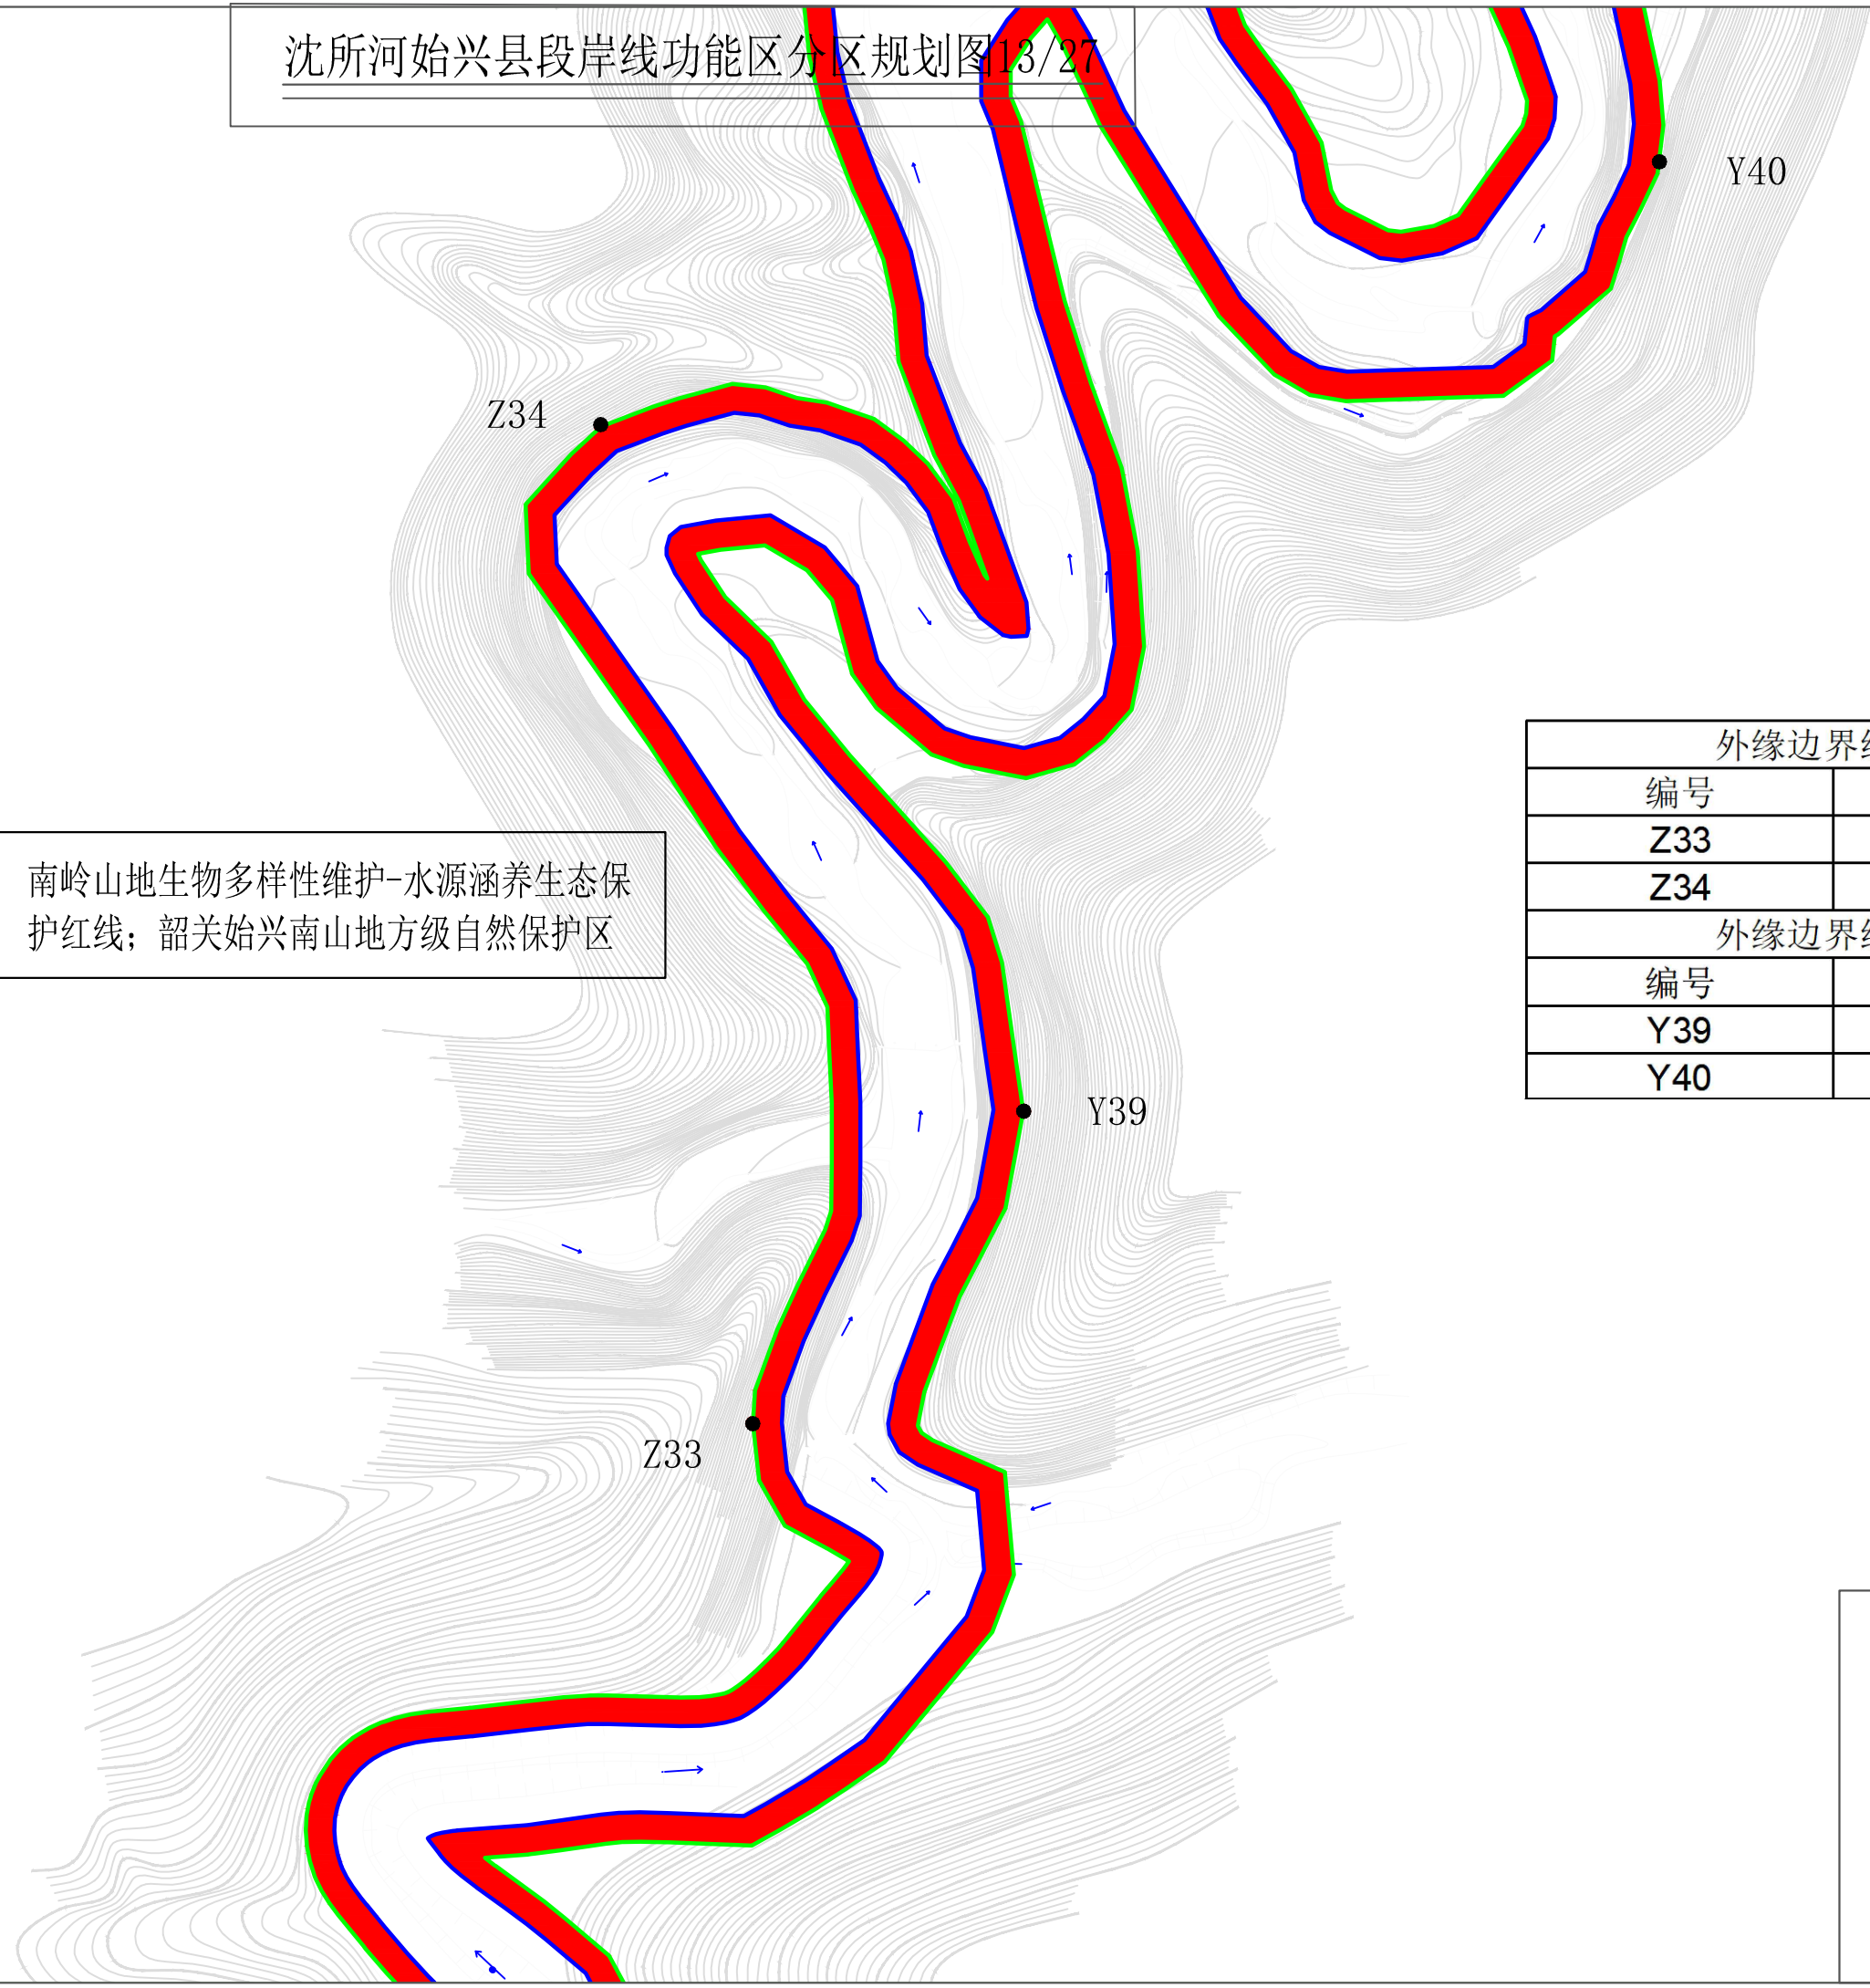 沈所河始兴县段岸线功能区分区规划图13/27
Y40
Z34
外缘边界
编号
Z33
Z34
外缘边界
编号
Y39
Y40
南岭山地生物多样性维护-水源涵养生态保
护红线；韶关始兴南山地方级自然保护区
Y39
Z33